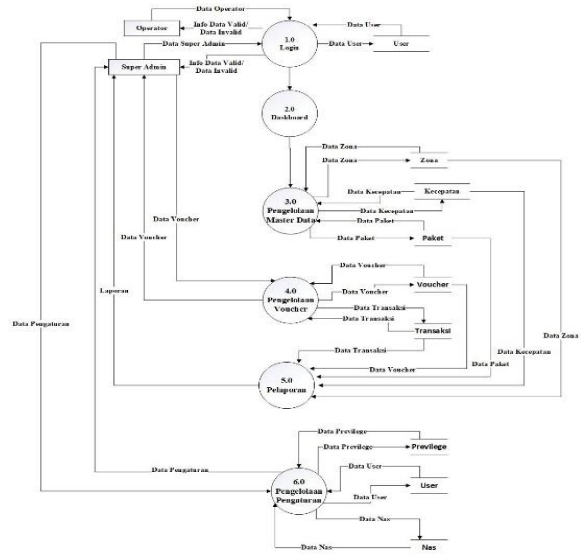 Data Operator
Operator
Info Data Valid/
Data Invalid
Data User
1.0
Login
Data User
User
Data Super Admin
Info Data Valid/
Data Invalid
Super Admin
2.0
Dashboard
Data Zona
Data Zona
Zona
Data Kecepatan
Kecepatan
3.0
Pengelolaan
Master Data
Data Kecepatan
Data Paket
Data Paket
Paket
Data Voucher
Data Voucher
Data Voucher
4.0
Pengelolaan
Voucher
Data Voucher
Voucher
Data Transaksi
Data Transaksi
Transaksi
Laporan
Data Pengaturan
Data Zona
Data Transaksi
Data Kecepatan
Data Paket
Data Voucher
5.0
Pelaporan
Data Previlege
Data Previlege
Previlege
Data Pengaturan
Data User
6.0
Pengelolaan
Pengaturan
User
Data User
Data Nas
Data Nas
Nas